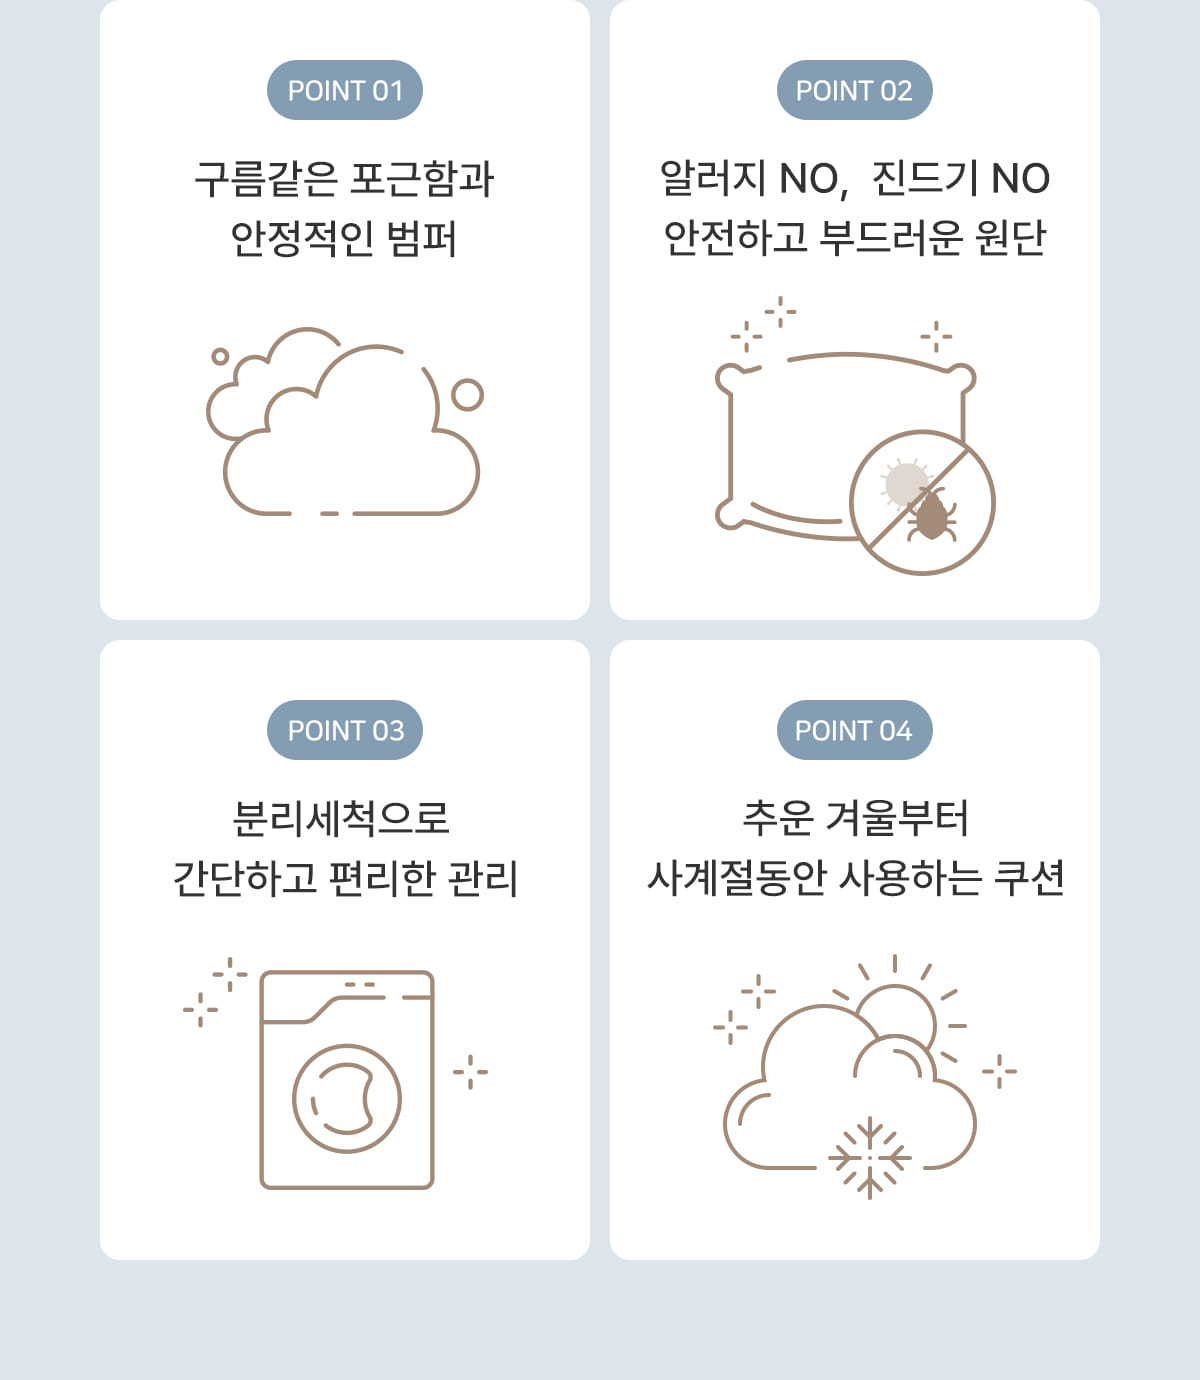 POINT 01
구름같은 포근함과
안정적인 범퍼
POINT 02
알러지 NO, 진드기 NO
안전하고 부드러운 원단
POINT 03
분리세척으로
간단하고 편리한 관리
POINT 04
추운 겨울부터
사계절동안 사용하는 쿠션